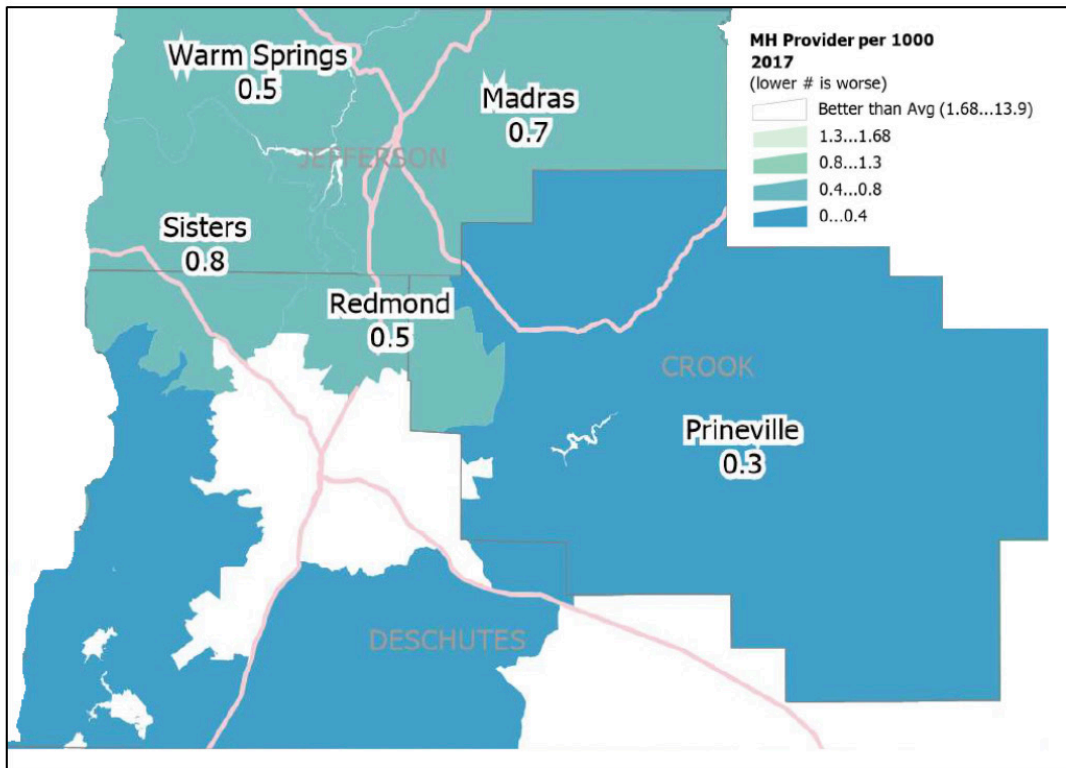 MH Provider per 1000
2017
(lower # is worse)
Better than Avg (1.68...13.9)
1.3...1.68
0.8...1.3
0.4...0.8
0...0.4
Warm Springs
0.5
Madras
0.7
JEFFERSON
Sisters
0.8
Redmond
0.5
CROOK
Prineville
0.3
DESCHUTES